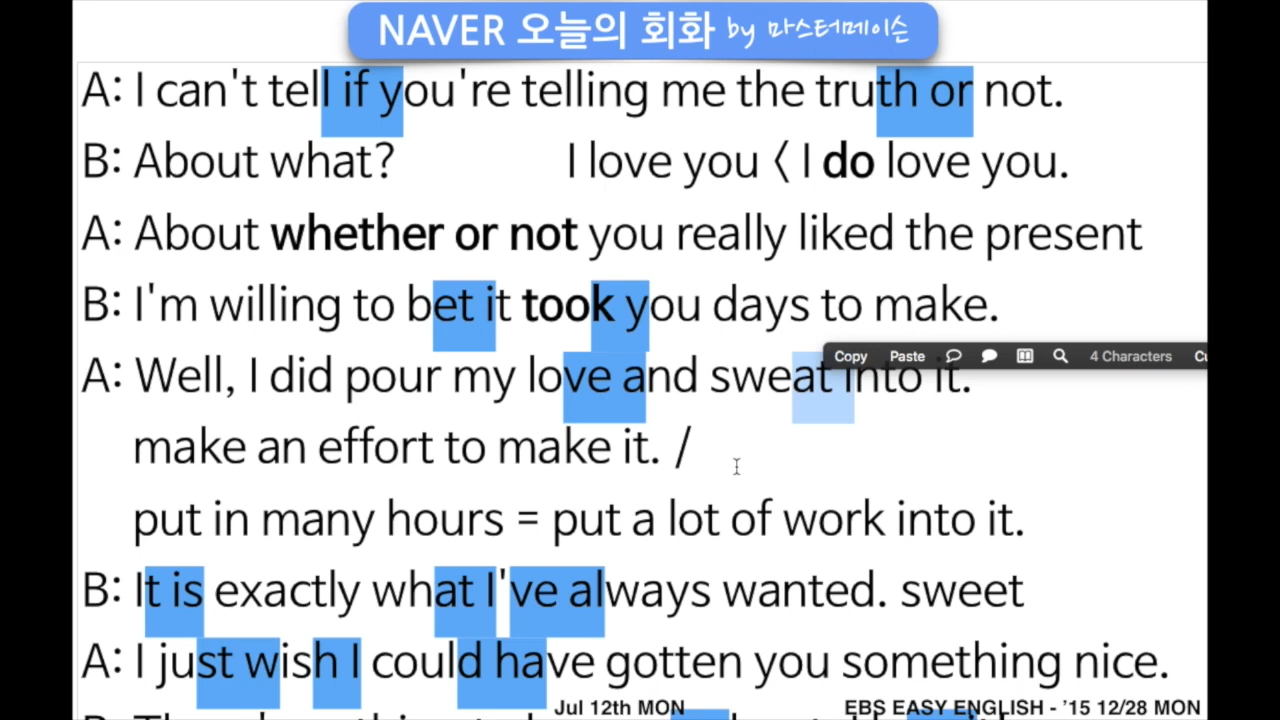 NAVER 오늘의 회화 by 마스터메이슨
A: I can't tell if you're telling me the truth or not.
B: About what? I love you < I do love you.
A: About whether or not you really liked the present
B: I'm willing to bet it took you days to make.
Copy Paste 4 Characters
A: Well, I did pour my love and sweat into it.
make an effort to make it. /
put in many hours = put a lot of work into it.
B: It is exactly what I've always wanted. sweet
A: I just wish I could have gotten you something nice.
Jul 12th MON EBS EASY ENGLISH - '15 12/28 MON